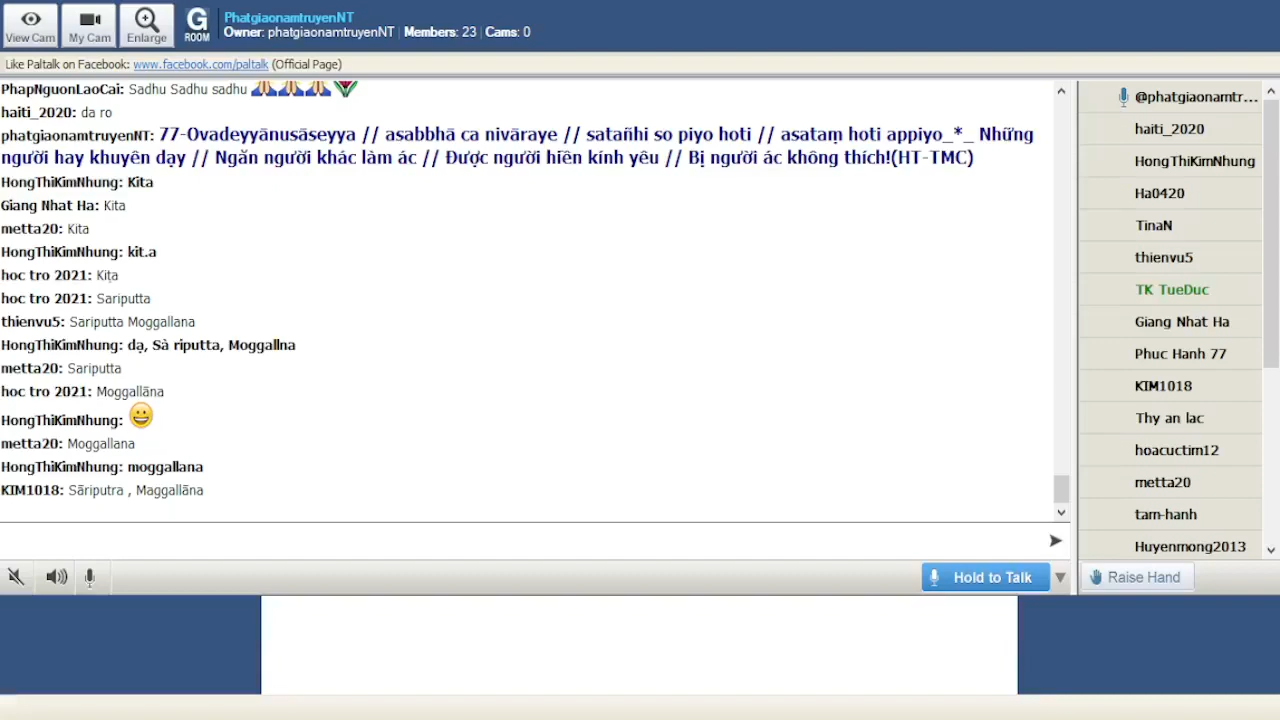 View Cam
My Cam
Enlarge
G
ROOM
PhatgiaonamtruyenNT
Owner: phatgiaonamtruyenNT | Members: 23 | Cams: 0
Like Paltalk on Facebook: www.facebook.com/paltalk (Official Page)
PhapNguonLaoCai: Sadhu Sadhu sadhu
haiti_2020: da ro
phatgiaonamtruyenNT: 77-Ovadeyyānusāseyya // asabbhā ca nivāraye // satañhi so piyo hoti // asataṃ hoti appiyo_*_ Những
người hay khuyên dạy // Ngăn người khác làm ác // Được người hiền kính yêu // Bị người ác không thích!(HT-TMC)
HongThiKimNhung: Kita
Giang Nhat Ha: Kita
metta20: Kita
HongThiKimNhung: kit.a
hoc tro 2021: Kiṭa
hoc tro 2021: Sariputta
thienvu5: Sariputta Moggallana
HongThiKimNhung: dạ, Sà riputta, Moggallna
metta20: Sariputta
hoc tro 2021: Moggallāna
HongThiKimNhung:
metta20: Moggallana
HongThiKimNhung: moggallana
KIM1018: Sāriputra , Maggallāna
Hold to Talk
@phatgiaonamtr...
haiti_2020
HongThiKimNhung
Ha0420
TinaN
thienvu5
TK TueDuc
Giang Nhat Ha
Phuc Hanh 77
KIM1018
Thy an lac
hoacuctim12
metta20
tam-hanh
Huyenmong2013
Raise Hand